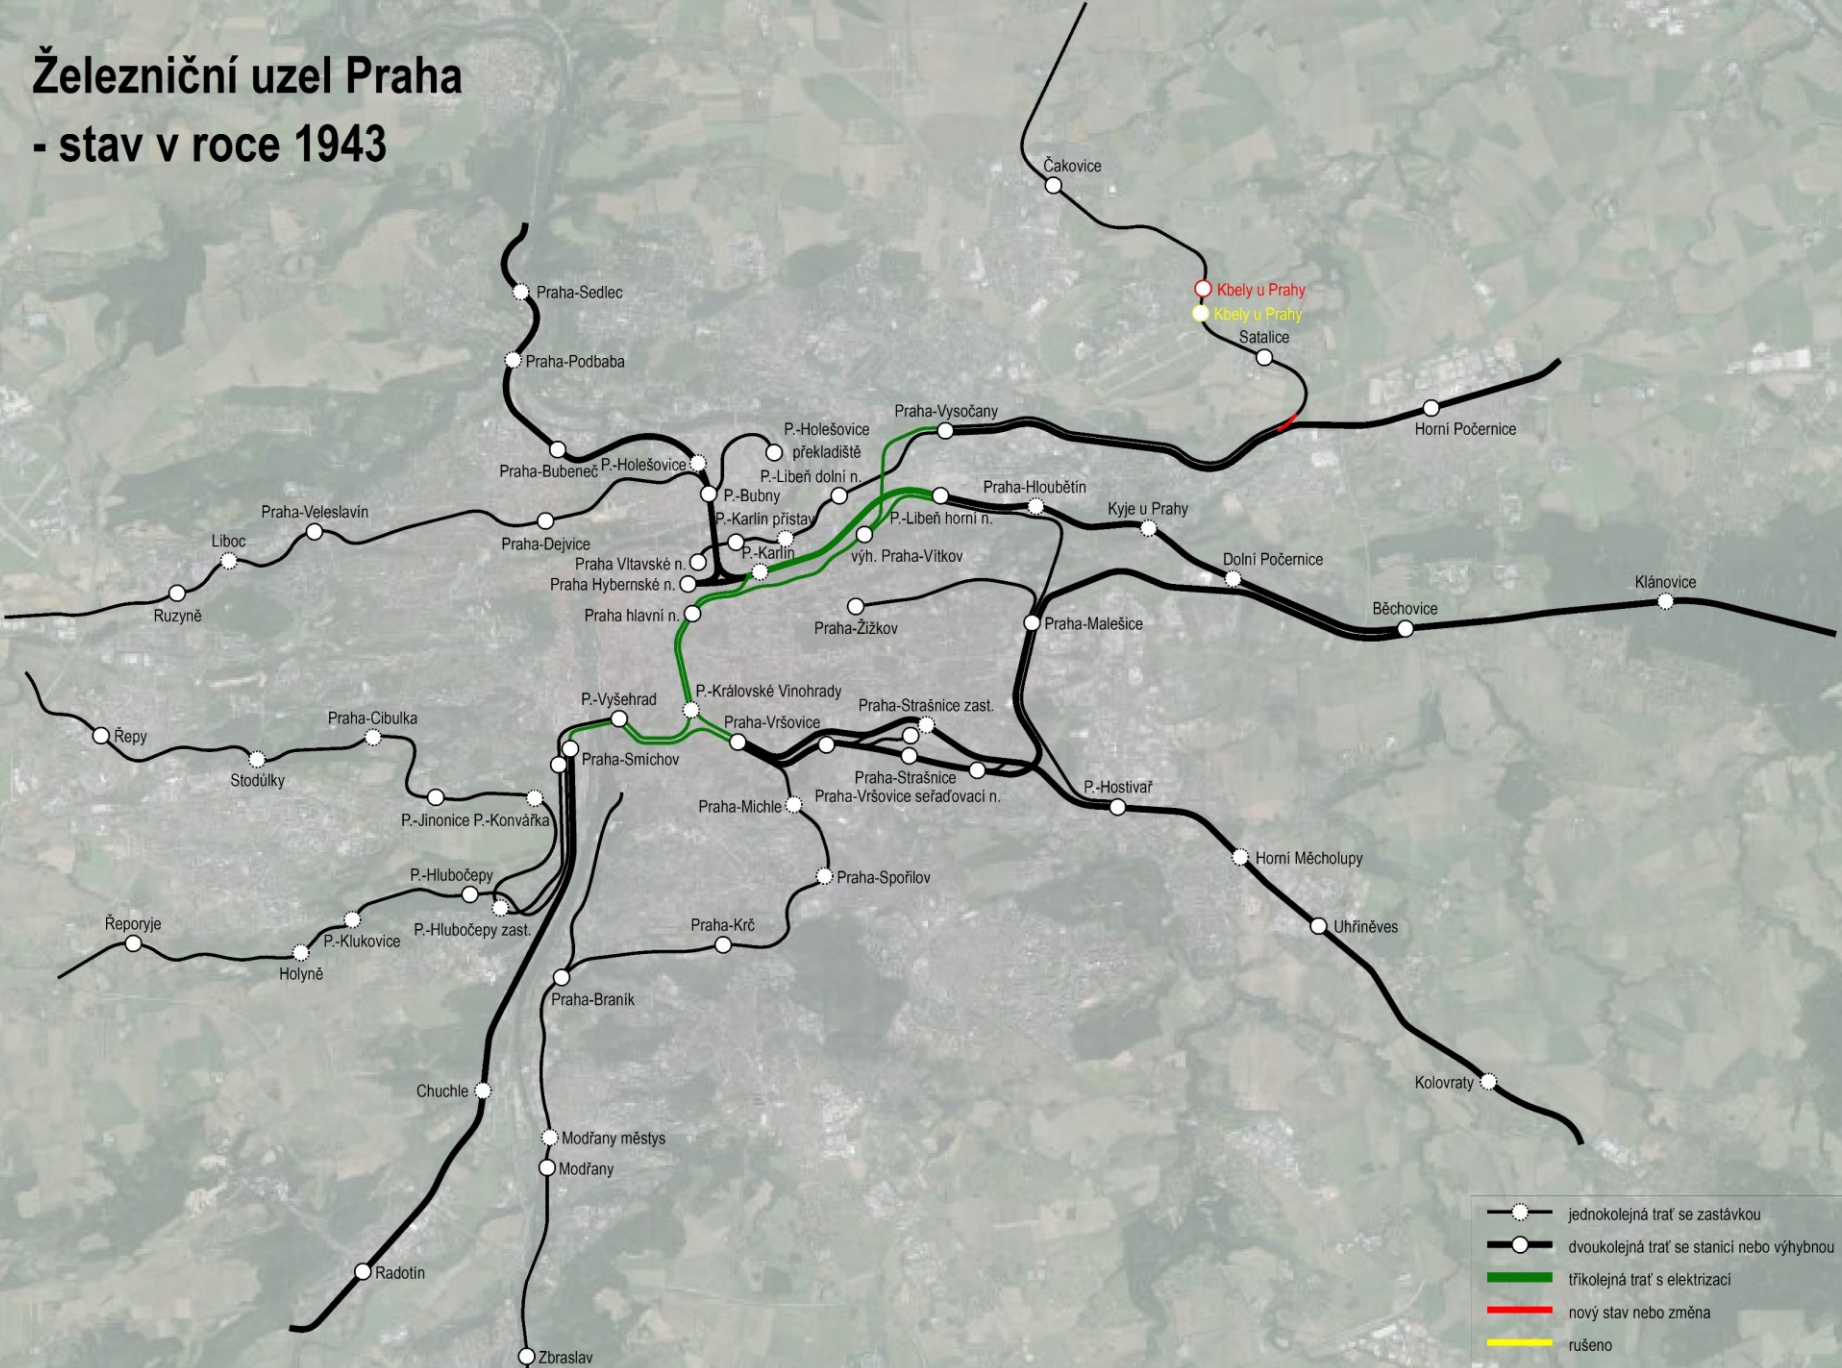 Železniční uzel Praha
- stav v roce 1943
Čakovice
Praha-Sedlec
Kbely u Prahy
Kbely u Prahy
Satalice
Praha-Podbaba
Praha-Vysočany
P.-Holešovice
překladiště
Horní Počernice
Praha-Bubeneč
P.-Holešovice
P.-Libeň dolní n.
P.-Bubny
Praha-Hloubětín
Kyje u Prahy
Praha-Veleslavín
P.-Karlín přístav
P.-Libeň horní n.
Liboc
Praha-Dejvice
P.-Karlín
výh. Praha-Vítkov
Praha Vltavské n.
Dolní Počernice
Praha Hybernské n.
Klánovice
Ruzyně
Praha hlavní n.
Praha-Žižkov
Praha-Malešice
Běchovice
P.-Vyšehrad
P.-Královské Vinohrady
Praha-Strašnice zast.
Praha-Cibulka
Praha-Vršovice
Řepy
Praha-Smíchov
Stodůlky
Praha-Strašnice
Praha-Vršovice seřaďovací n.
P.-Hostivař
Praha-Michle
P.-Jinonice
P.-Konvářka
Horní Měcholupy
P.-Hlubočepy
Praha-Spořilov
Řeporyje
P.-Hlubočepy zast.
Praha-Krč
Uhříněves
P.-Klukovice
Holyně
Praha-Braník
Kolovraty
Chuchle
Modřany městys
Modřany
Radotín
Zbraslav
jednokolejná trať se zastávkou
dvoukolejná trať se stanicí nebo výhybnou
tříkolejná trať s elektrizací
nový stav nebo změna
rušeno